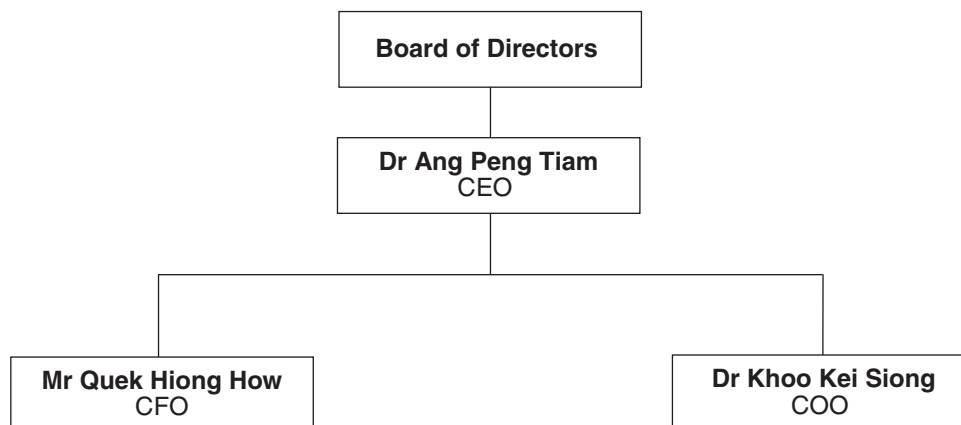 Board of Directors
Dr Ang Peng Tiam
CEO
Mr Quek Hiong How
CFO
Dr Khoo Kei Siong
COO